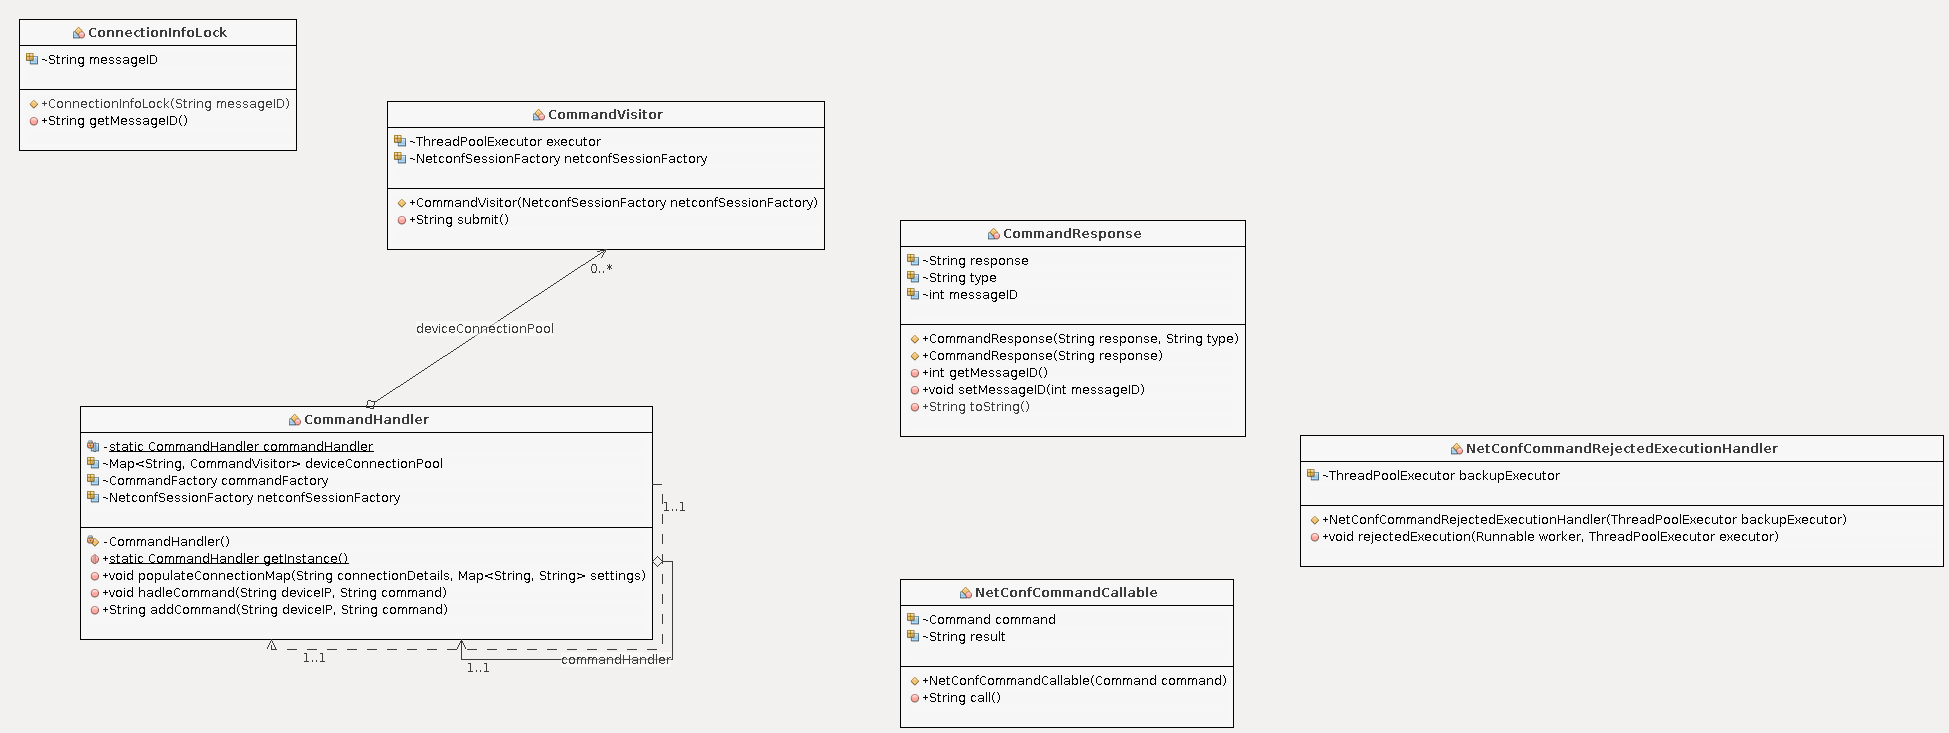 ConnectionInfoLock
~String messageID
+ConnectionInfoLock(String messageID)
+String getMessageID()
CommandVisitor
~ThreadPoolExecutor executor
~NetconfSessionFactory netconfSessionFactory
+CommandVisitor(NetconfSessionFactory netconfSessionFactory)
+String submit()
0..*
deviceConnectionPool
CommandHandler
-static CommandHandler commandHandler
~Map<String, CommandVisitor> deviceConnectionPool
~CommandFactory commandFactory
~NetconfSessionFactory netconfSessionFactory
-CommandHandler()
+static CommandHandler getInstance()
+void populateConnectionMap(String connectionDetails, Map<String, String> settings)
+void hadleCommand(String deviceIP, String command)
+String addCommand(String deviceIP, String command)
1..1
1..1
1..1
commandHandler
CommandResponse
~String response
~String type
~int messageID
+CommandResponse(String response, String type)
+CommandResponse(String response)
+int getMessageID()
+void setMessageID(int messageID)
+String toString()
NetConfCommandRejectedExecutionHandler
~ThreadPoolExecutor backupExecutor
+NetConfCommandRejectedExecutionHandler(ThreadPoolExecutor backupExecutor)
+void rejectedExecution(Runnable worker, ThreadPoolExecutor executor)
NetConfCommandCallable
~Command command
~String result
+NetConfCommandCallable(Command command)
+String call()